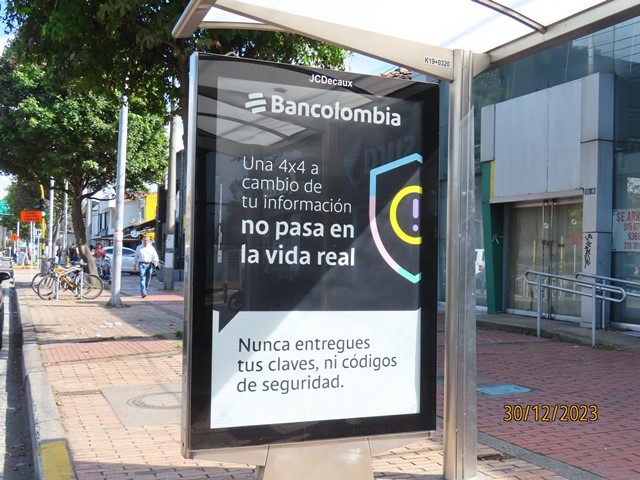 K19+0320
JCDecaux
Bancolombia
Una 4x4 a
cambio de
tu información
no pasa en
la vida real
Nunca entregues
tus claves, ni códigos
de seguridad.
30/12/2023